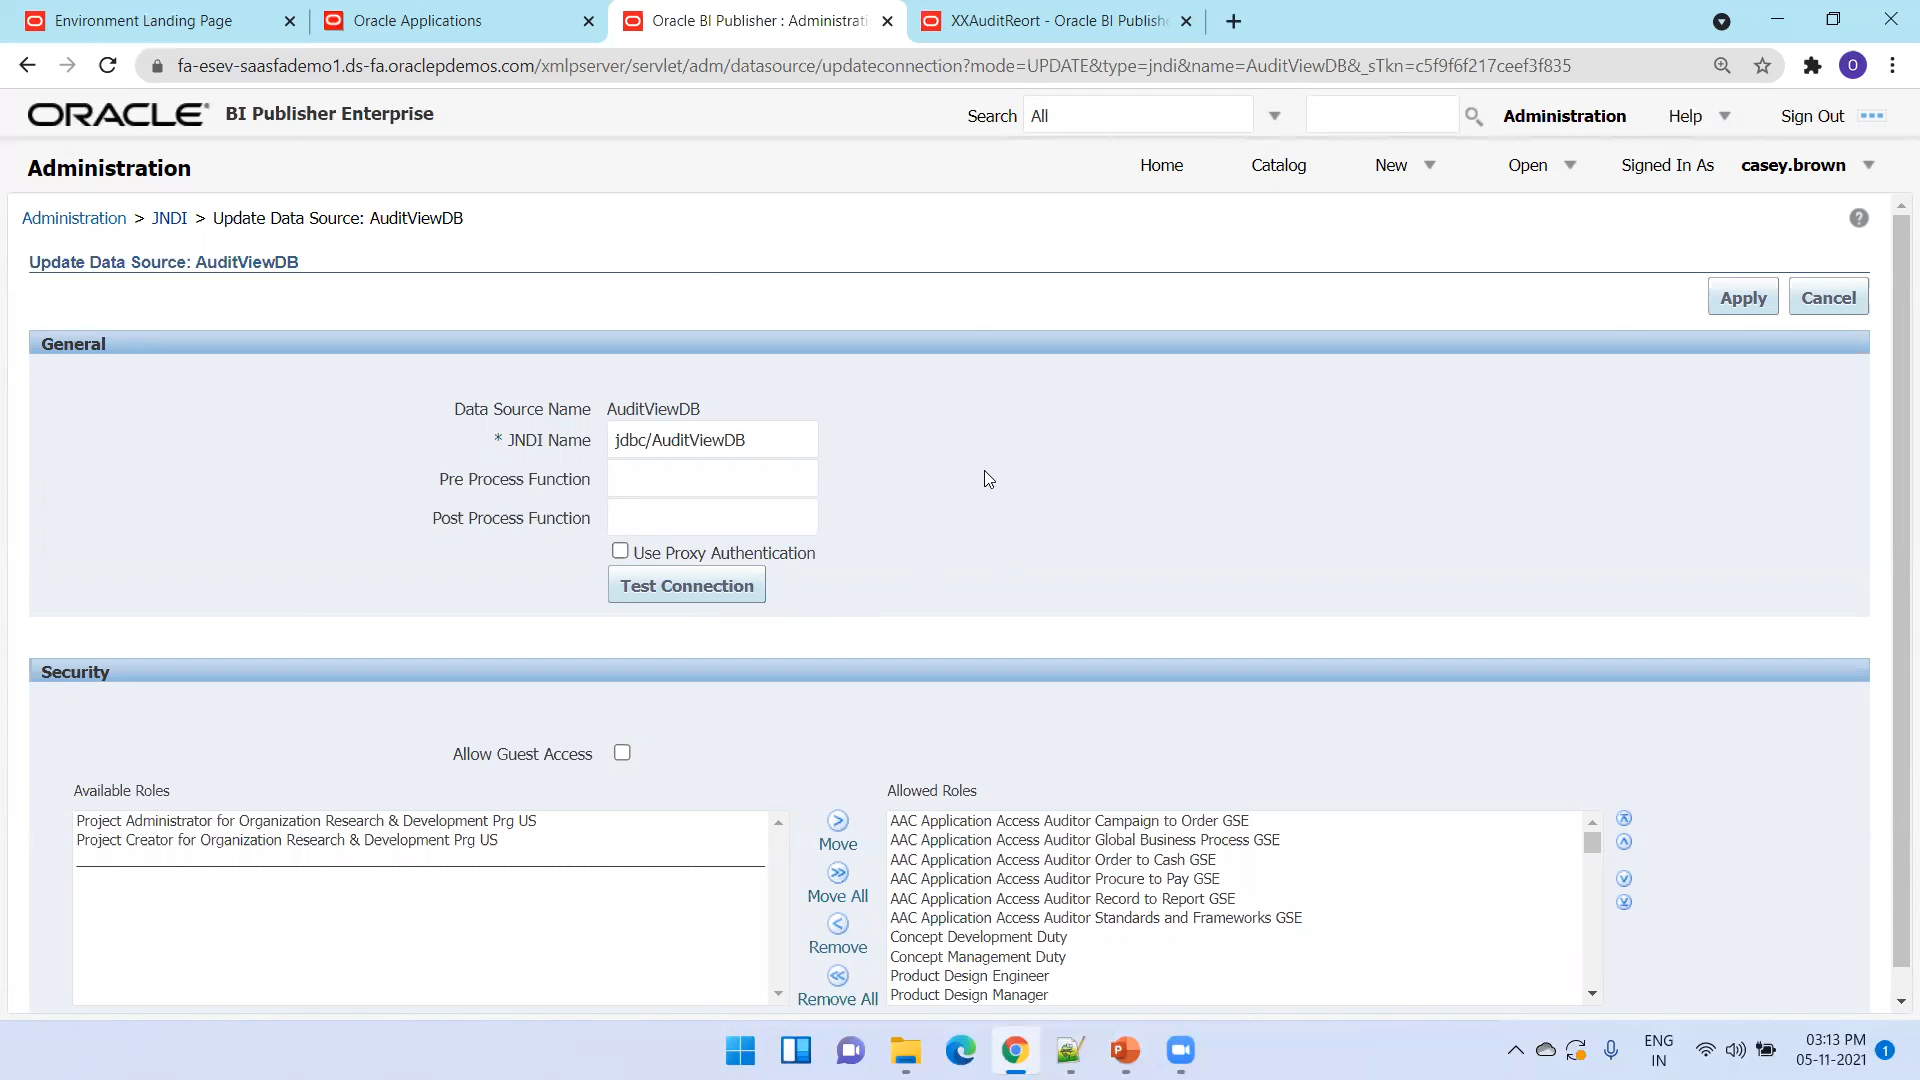 Environment Landing Page
Oracle Applications
Oracle BI Publisher : Administrati
XXAuditReort - Oracle BI Publishe
fa-esev-saasfademo1.ds-fa.oraclepdemos.com/xmlpserver/servlet/adm/datasource/updateconnection?mode=UPDATE&type=jndi&name=AuditViewDB&_sTkn=c5f9f6f217ceef3f835
O
ORACLE BI Publisher Enterprise
Search All
Administration
Help
Sign Out
Administration
Home
Catalog
New
Open
Signed In As casey.brown
Administration > JNDI > Update Data Source: AuditViewDB
Update Data Source: AuditViewDB
Apply
Cancel
General
Data Source Name AuditViewDB
* JNDI Name jdbc/AuditViewDB
Pre Process Function
Post Process Function
Use Proxy Authentication
Test Connection
Security
Allow Guest Access
Available Roles
Project Administrator for Organization Research & Development Prg US
Project Creator for Organization Research & Development Prg US
Move
Move All
Remove
Remove All
Allowed Roles
AAC Application Access Auditor Campaign to Order GSE
AAC Application Access Auditor Global Business Process GSE
AAC Application Access Auditor Order to Cash GSE
AAC Application Access Auditor Procure to Pay GSE
AAC Application Access Auditor Record to Report GSE
AAC Application Access Auditor Standards and Frameworks GSE
Concept Development Duty
Concept Management Duty
Product Design Engineer
Product Design Manager
ENG
IN
03:13 PM
05-11-2021
1